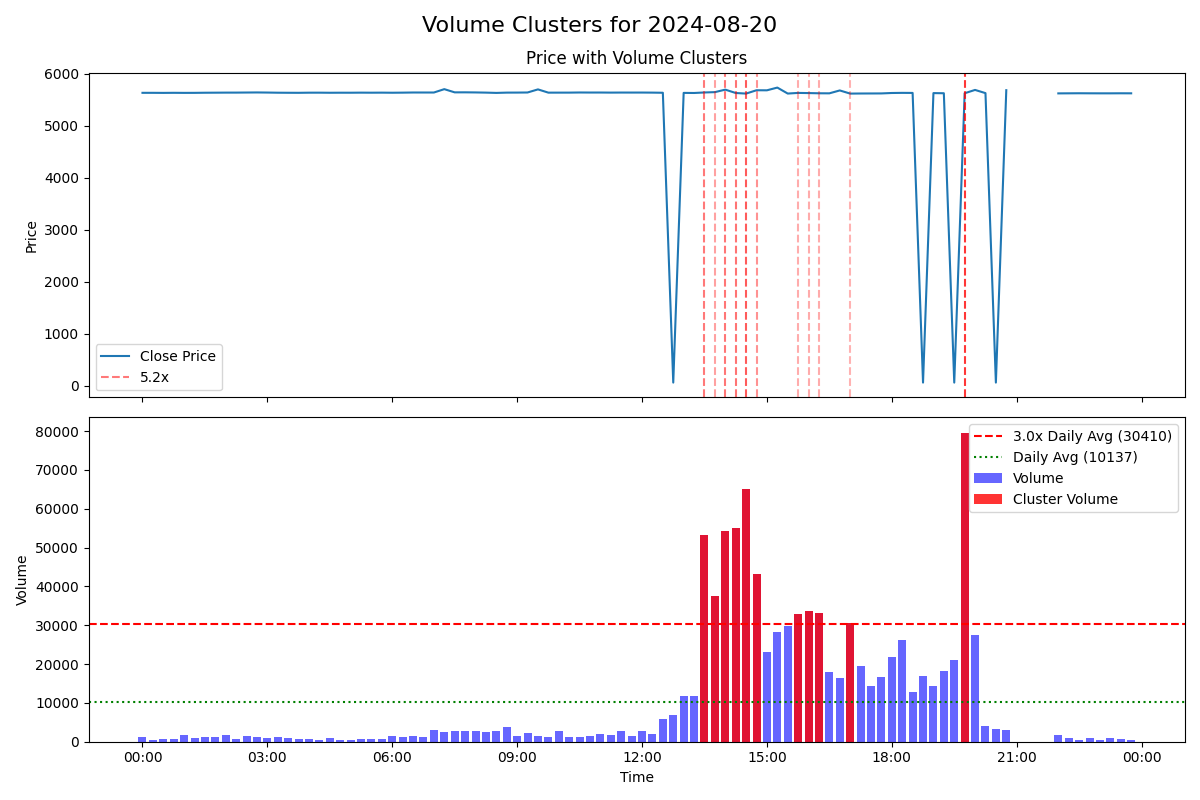 Volume Clusters for 2024-08-20
Price with Volume Clusters
6000
5000
4000
3000
2000
1000
0
Price
Close Price
5.2x
80000
70000
60000
50000
40000
30000
20000
10000
0
Volume
3.0x Daily Avg (30410)
Daily Avg (10137)
Volume
Cluster Volume
00:00
03:00
06:00
09:00
12:00
15:00
18:00
21:00
00:00
Time